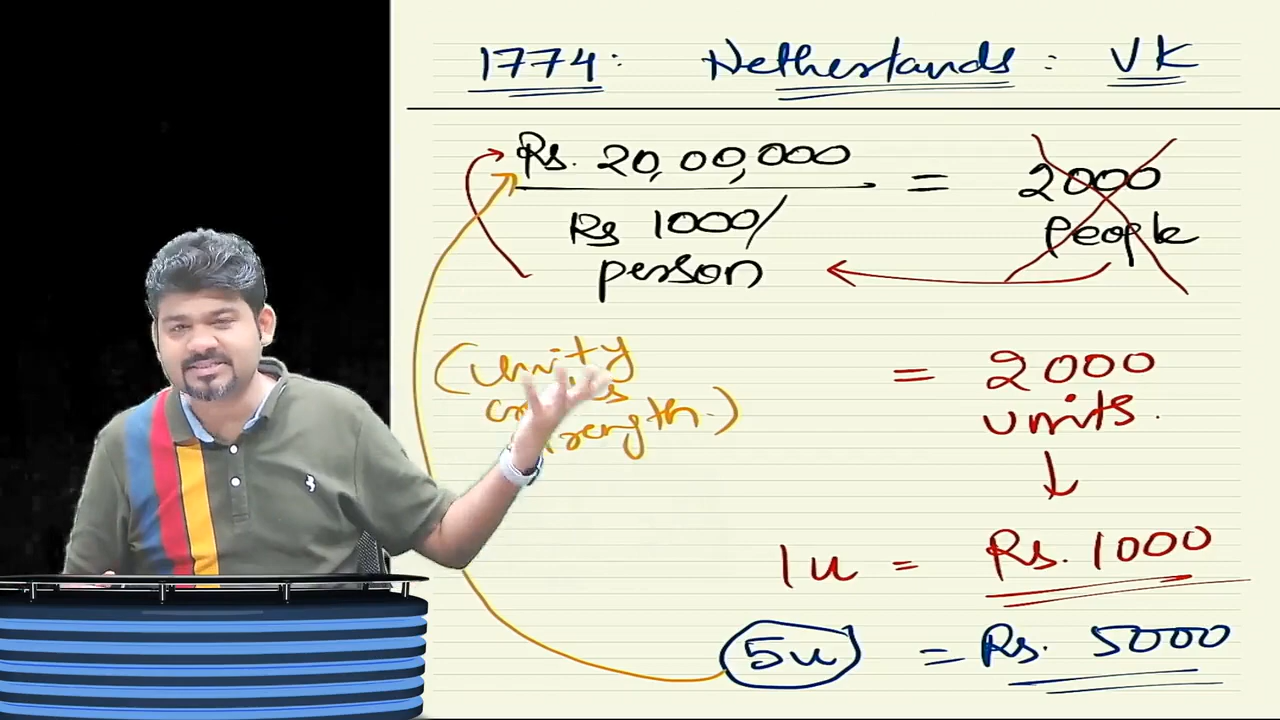 1774: Netherlands: VK
Rs. 20,00,000 = 2000
Rs 1000/ people
person
(unity
strength.)
= 2000
units.
1u = Rs. 1000
5u = Rs. 5000